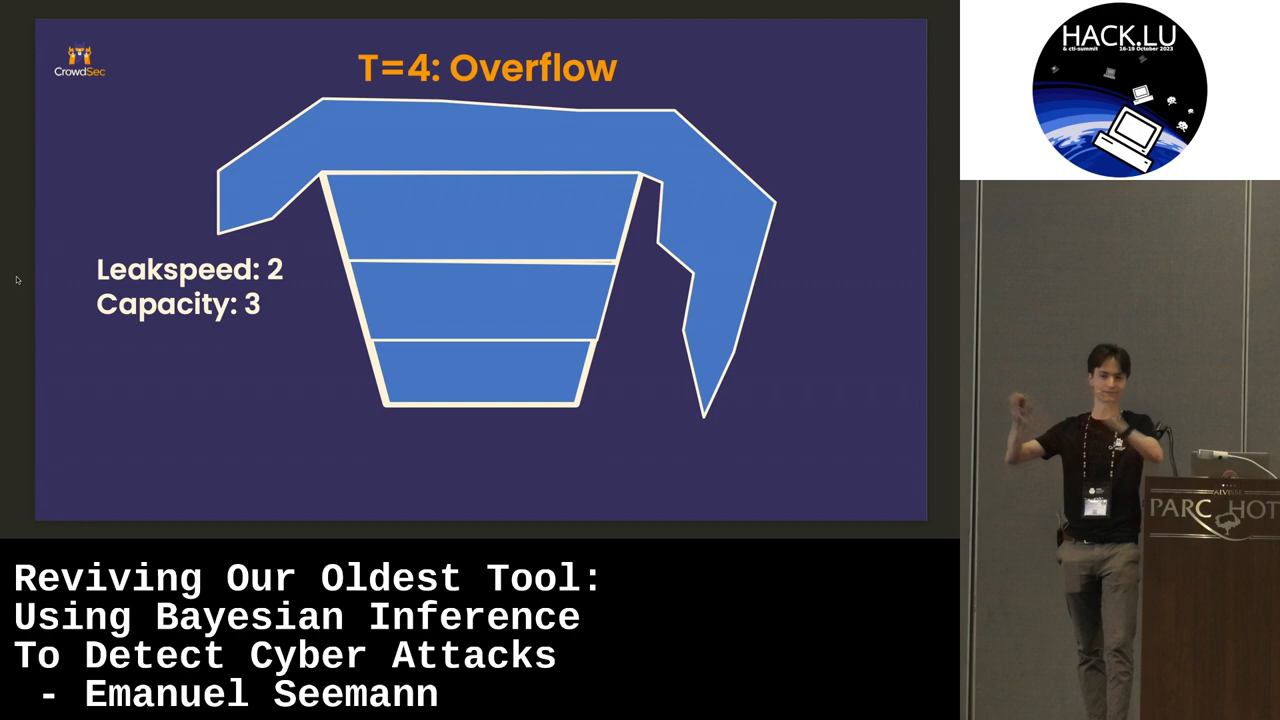 CrowdSec
T=4: Overflow
Leakspeed: 2
Capacity: 3
HACK.LU
& cti-summit 16-19 October 2023
ALVISSE
PARC HOT
Reviving Our Oldest Tool:
Using Bayesian Inference
To Detect Cyber Attacks
- Emanuel Seemann